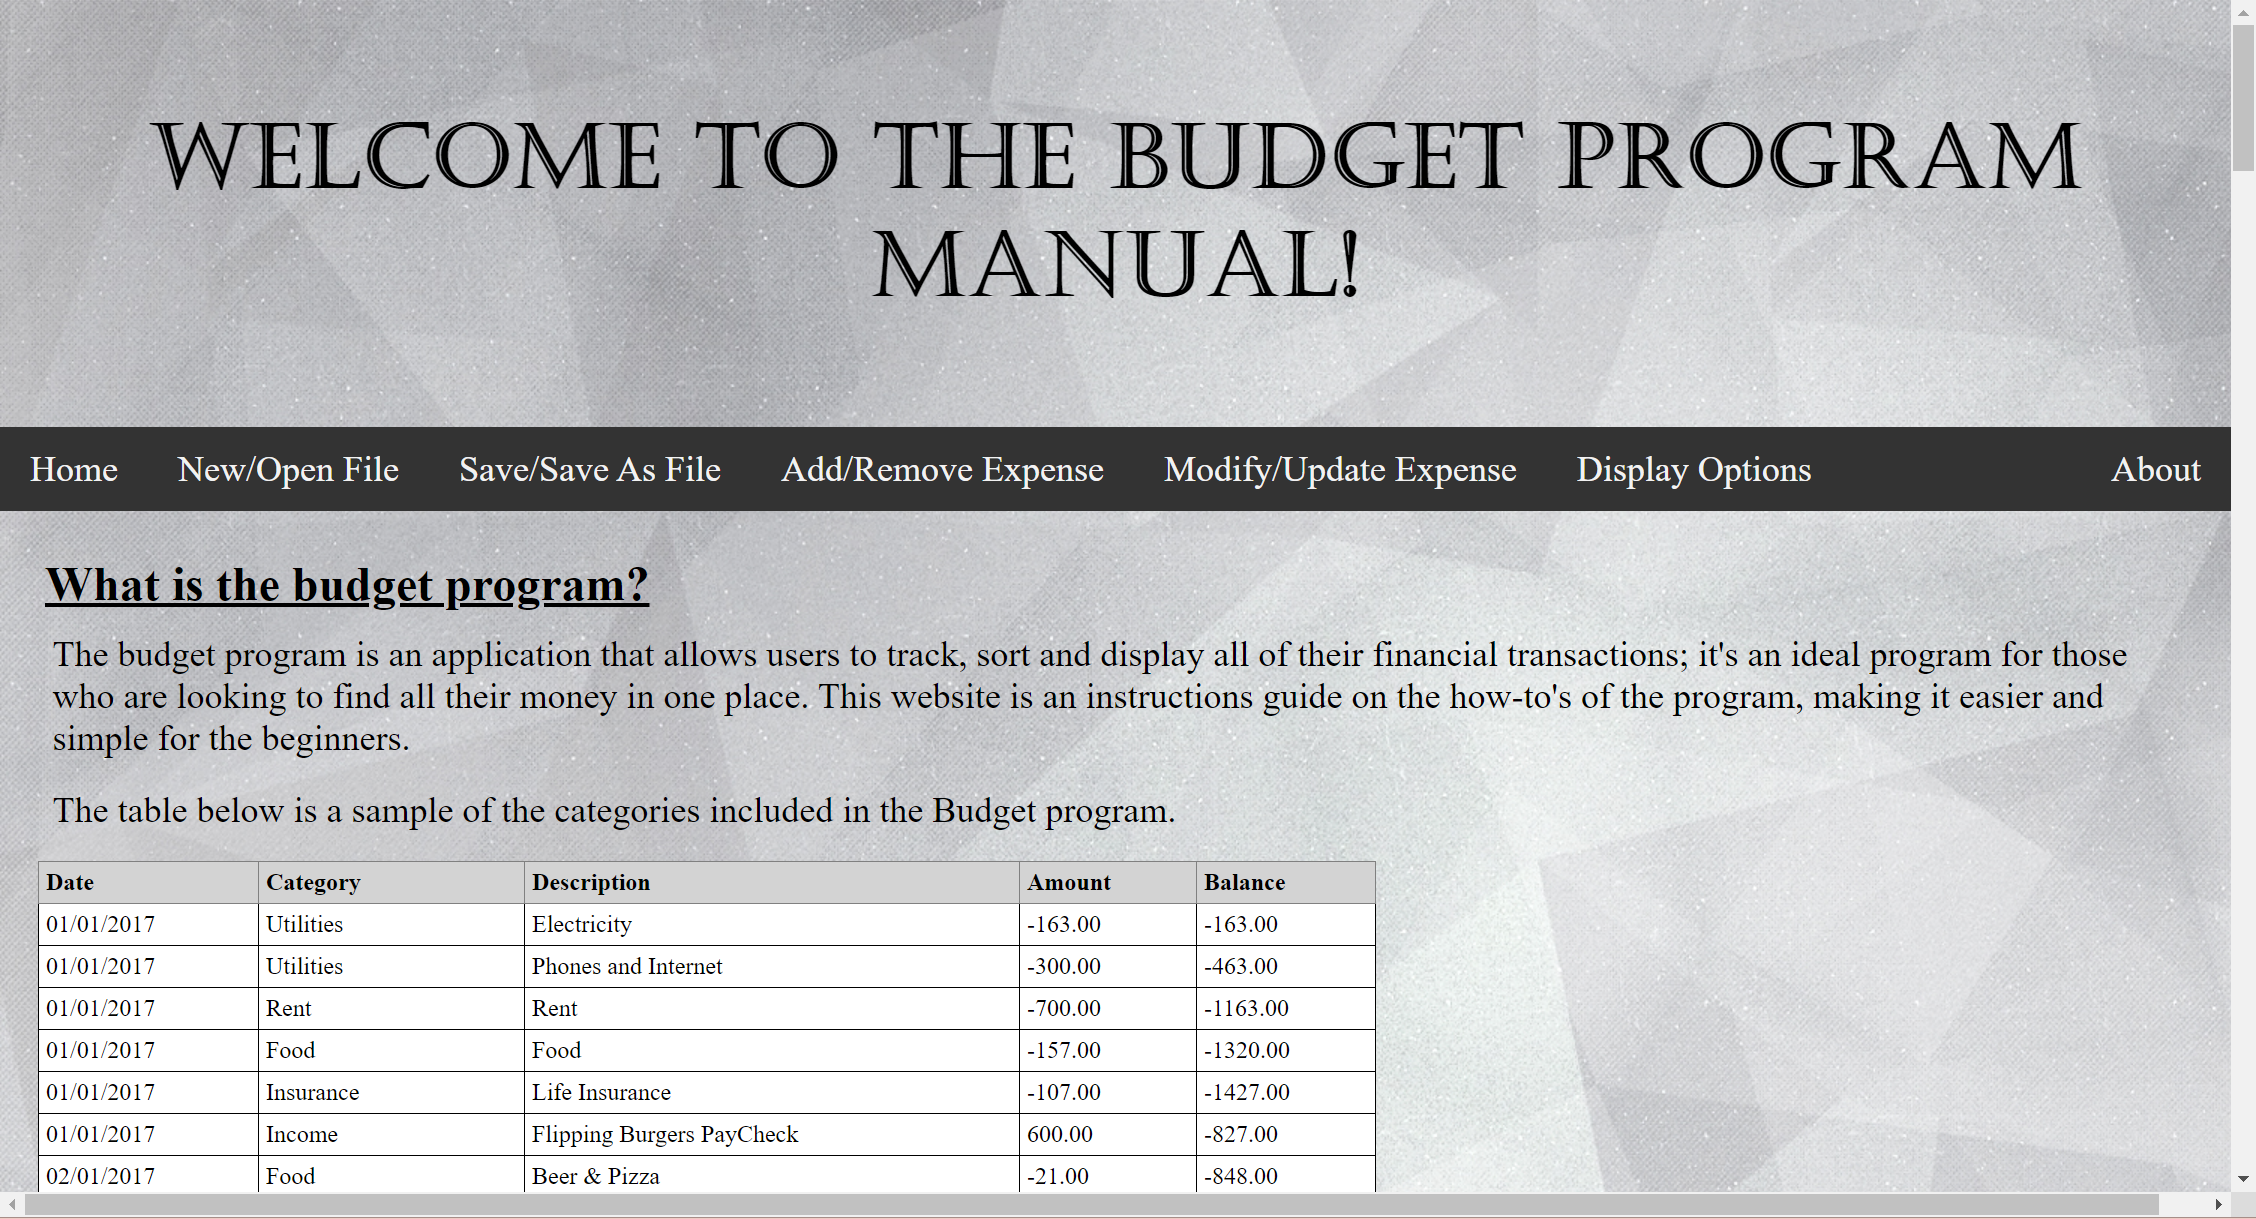 WELCOME TO THE BUDGET PROGRAM
MANUAL!
Home New/Open File Save/Save As File Add/Remove Expense Modify/Update Expense Display Options About
What is the budget program?
The budget program is an application that allows users to track, sort and display all of their financial transactions; it's an ideal program for those
who are looking to find all their money in one place. This website is an instructions guide on the how-to's of the program, making it easier and
simple for the beginners.
The table below is a sample of the categories included in the Budget program.
Date Category Description Amount Balance
01/01/2017 Utilities Electricity -163.00 -163.00
01/01/2017 Utilities Phones and Internet -300.00 -463.00
01/01/2017 Rent Rent -700.00 -1163.00
01/01/2017 Food Food -157.00 -1320.00
01/01/2017 Insurance Life Insurance -107.00 -1427.00
01/01/2017 Income Flipping Burgers PayCheck 600.00 -827.00
02/01/2017 Food Beer & Pizza -21.00 -848.00